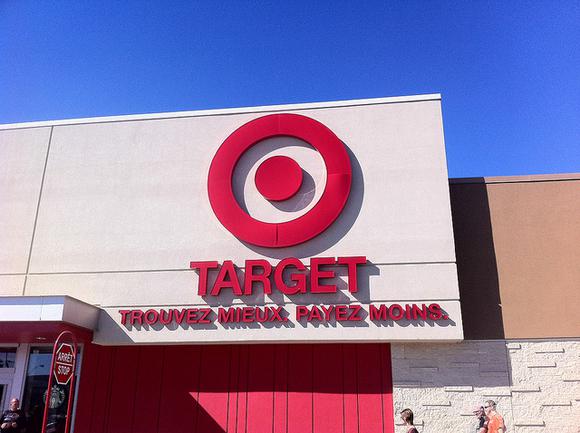 TARGET
TROUVEZ MIEUX. PAYEZ MOINS.
ARRÊT
STOP